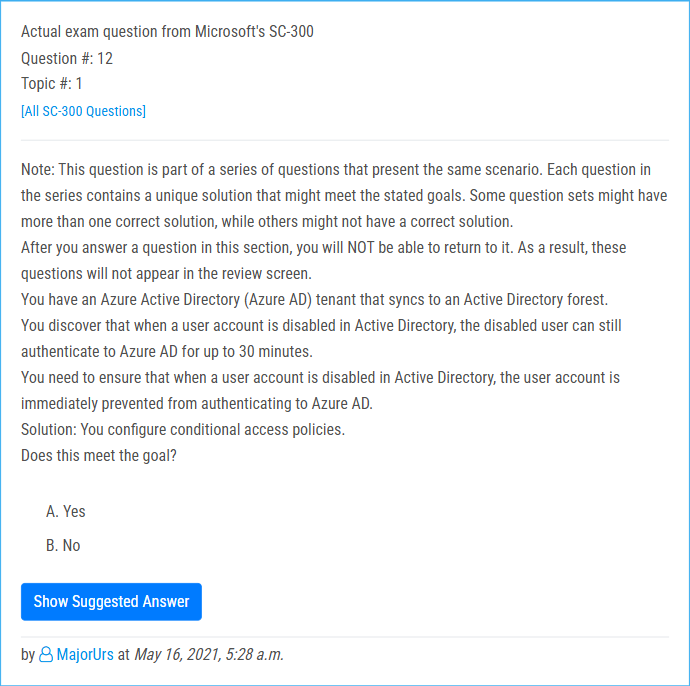 Actual exam question from Microsoft's SC-300
Question #: 12
Topic #: 1
[All SC-300 Questions]
Note: This question is part of a series of questions that present the same scenario. Each question in
the series contains a unique solution that might meet the stated goals. Some question sets might have
more than one correct solution, while others might not have a correct solution.
After you answer a question in this section, you will NOT be able to return to it. As a result, these
questions will not appear in the review screen.
You have an Azure Active Directory (Azure AD) tenant that syncs to an Active Directory forest.
You discover that when a user account is disabled in Active Directory, the disabled user can still
authenticate to Azure AD for up to 30 minutes.
You need to ensure that when a user account is disabled in Active Directory, the user account is
immediately prevented from authenticating to Azure AD.
Solution: You configure conditional access policies.
Does this meet the goal?
A. Yes
B. No
Show Suggested Answer
by MajorUrs at May 16, 2021, 5:28 a.m.